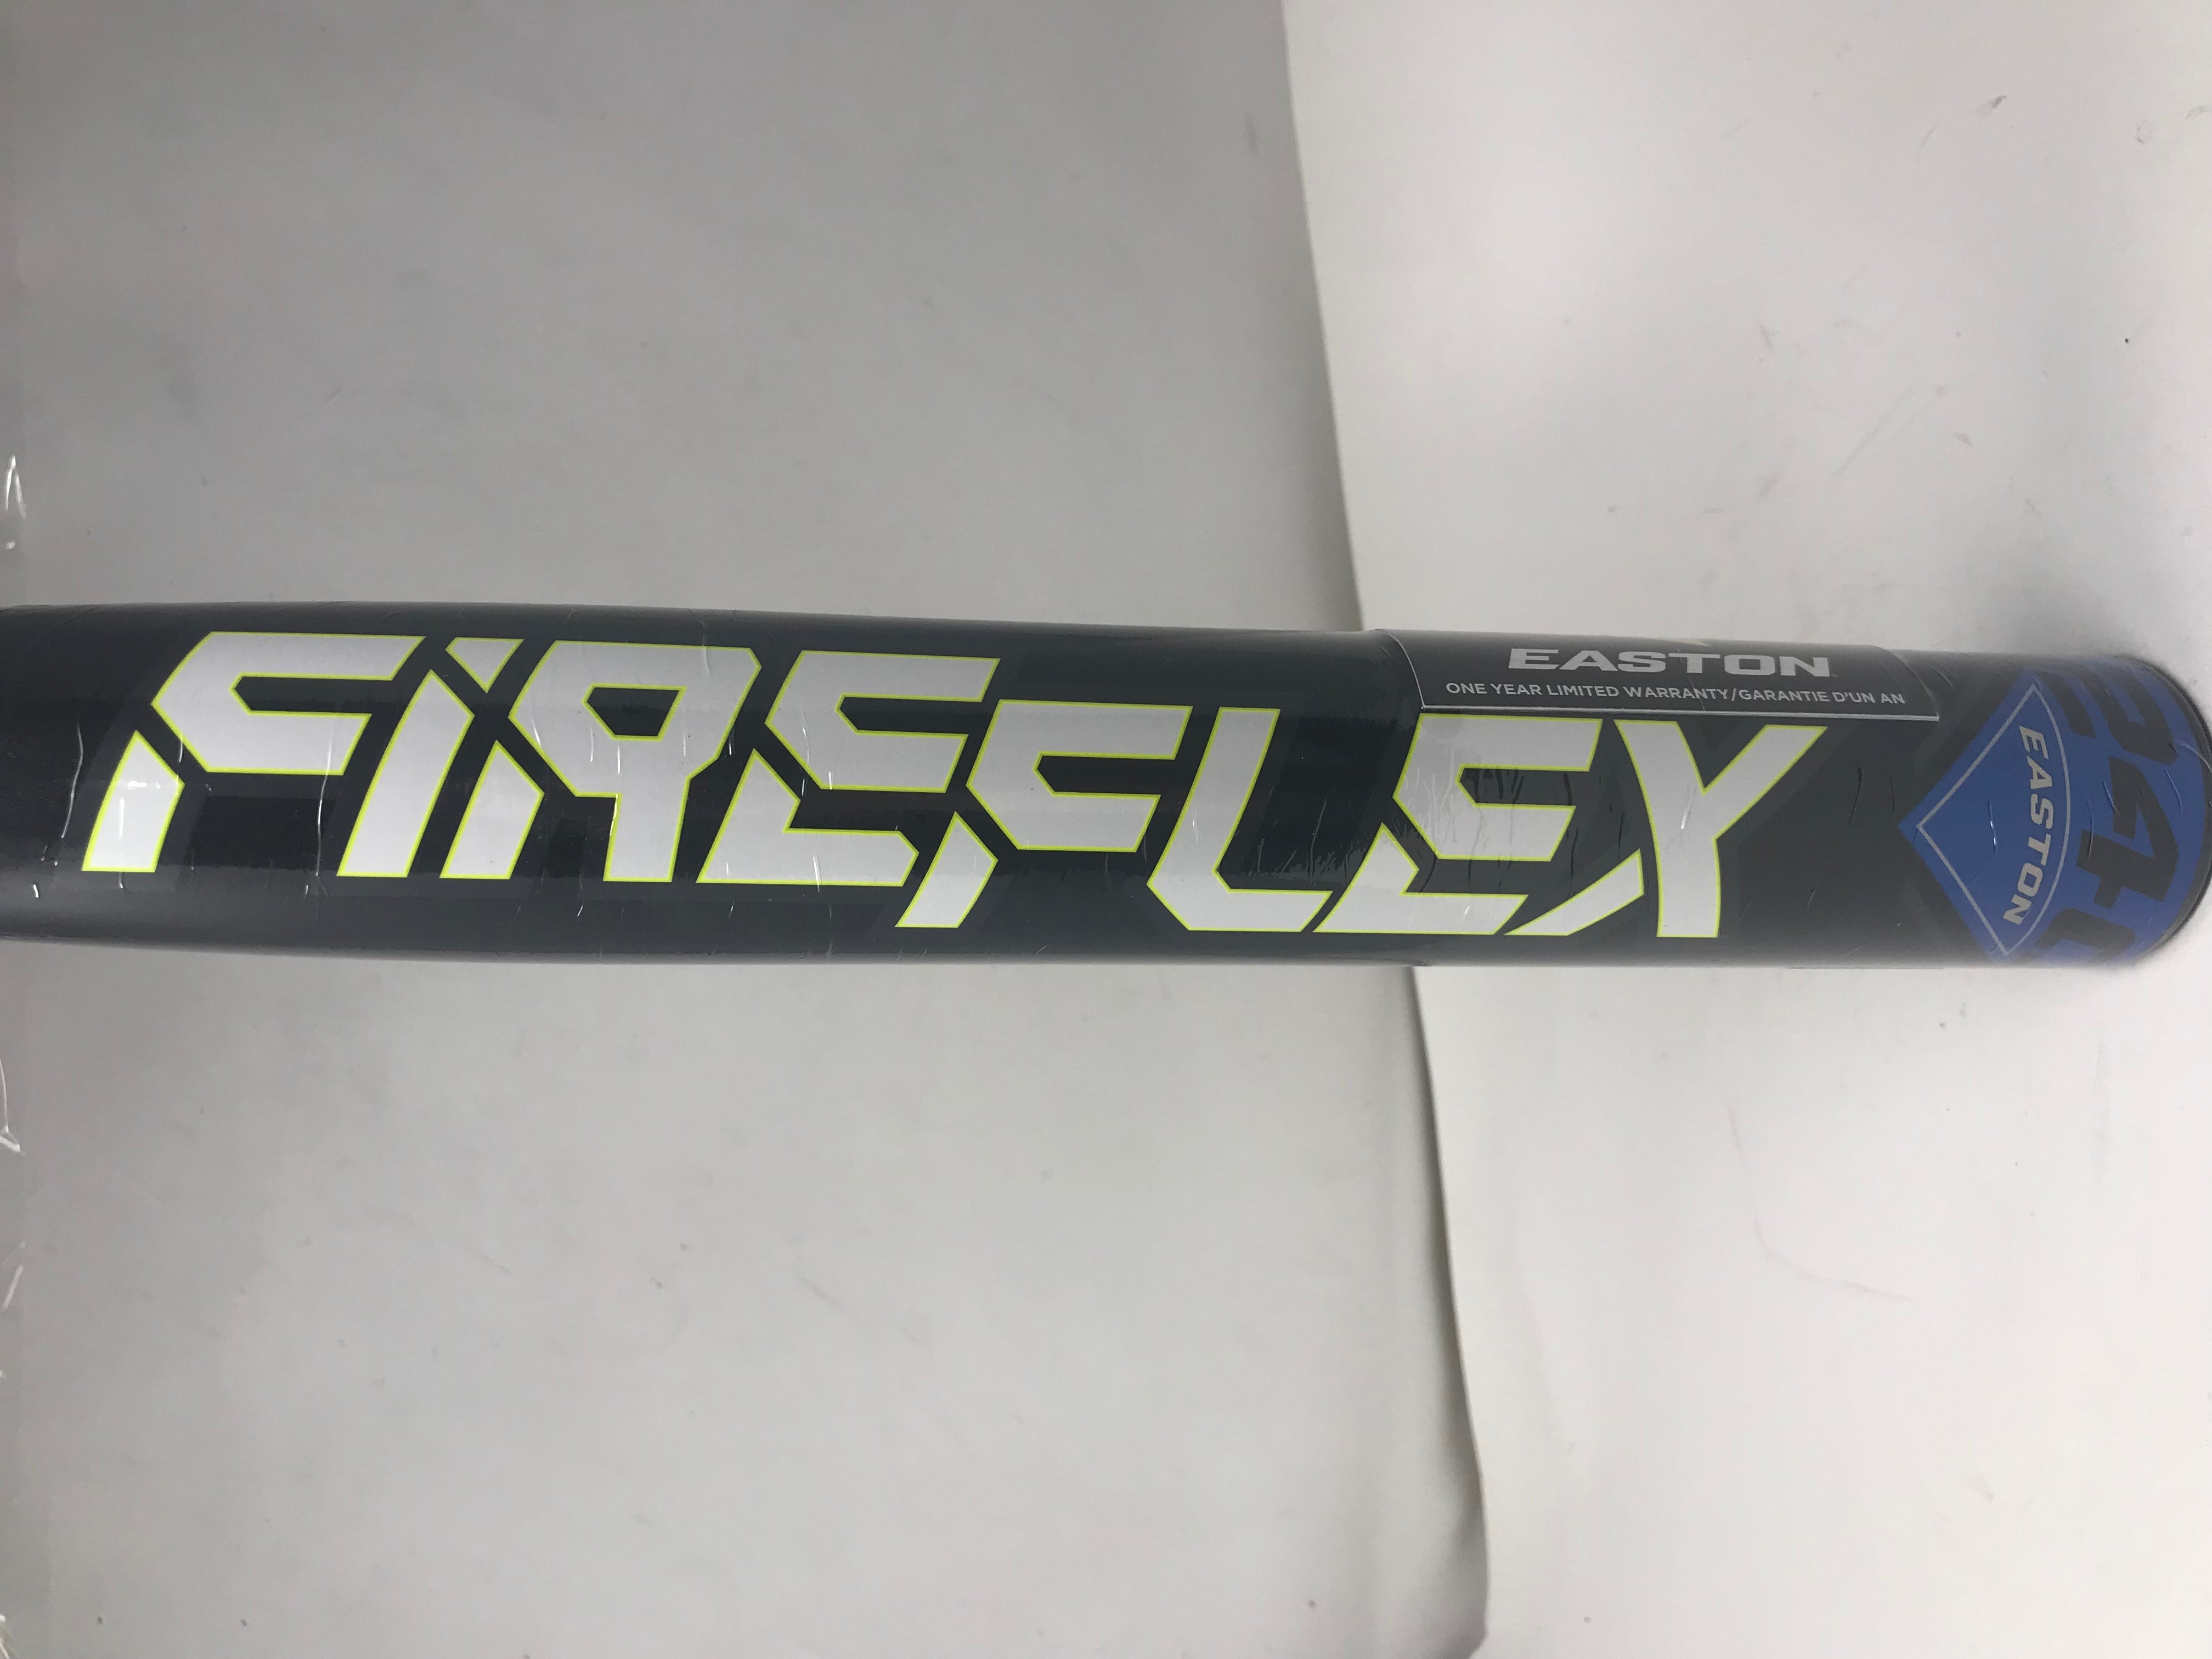 FIREFLEX
EASTON
ONE YEAR LIMITED WARRANTY/GARANTIE D'UN AN
EASTON